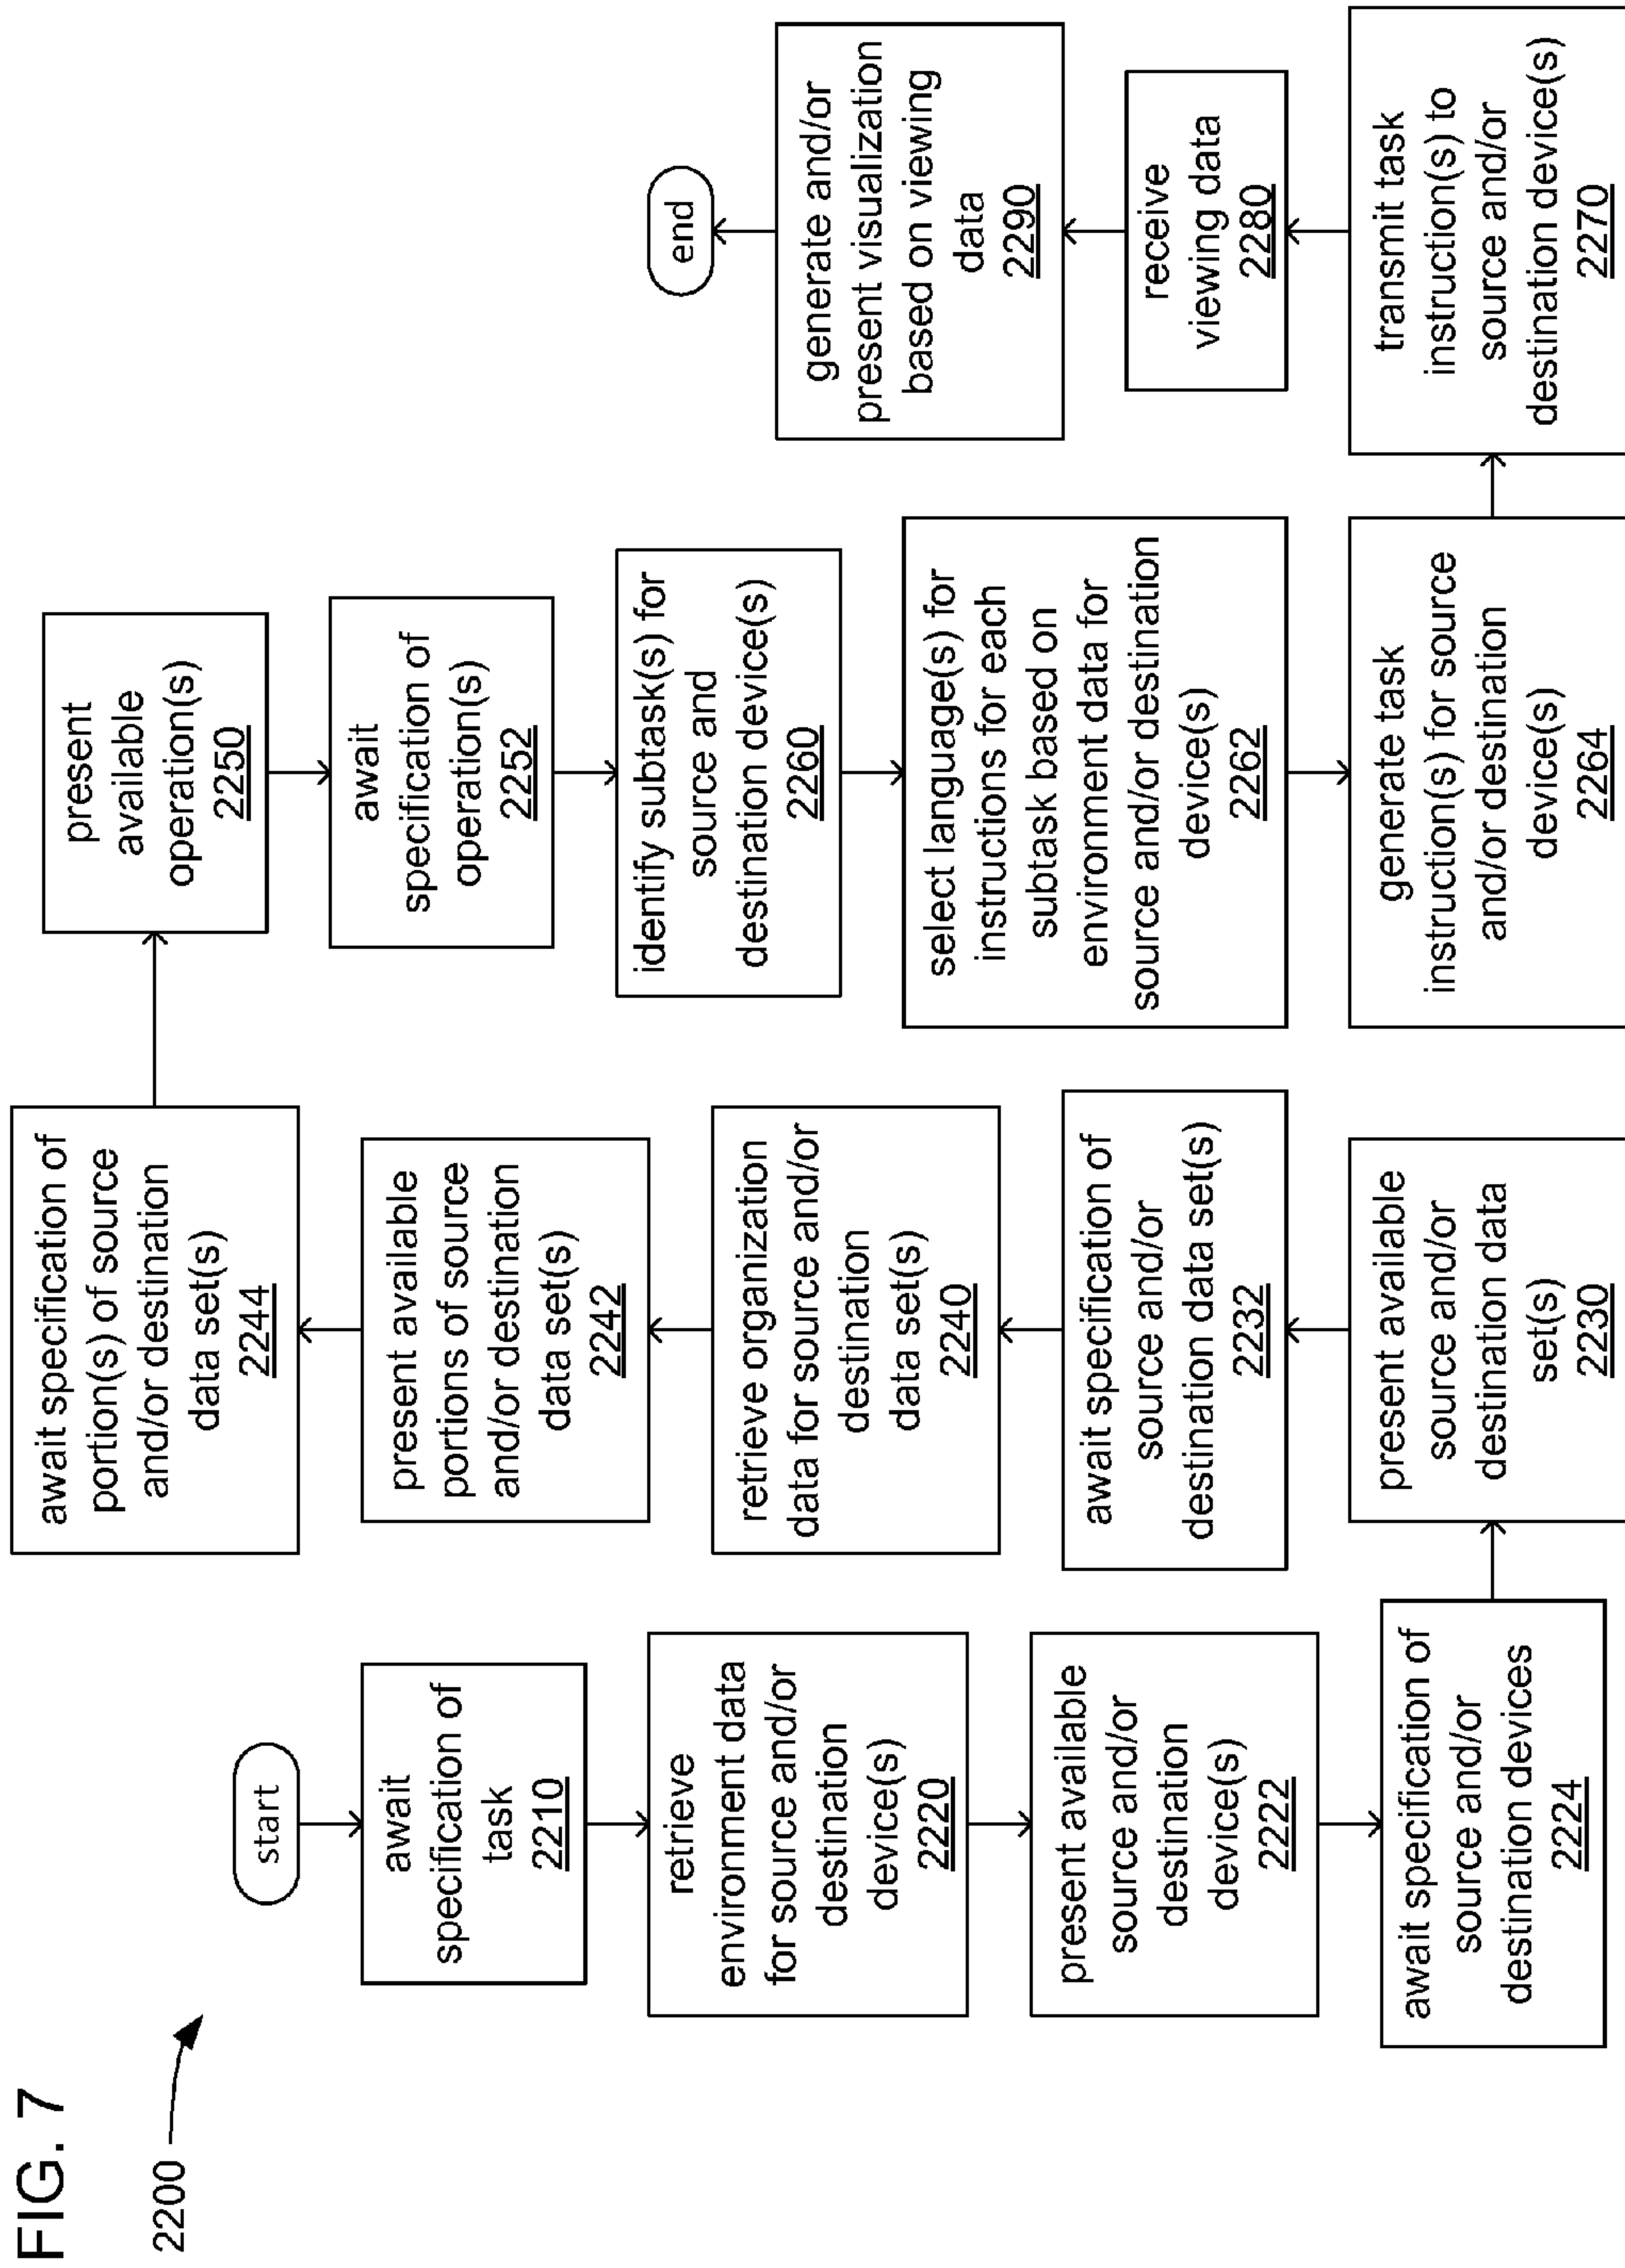 FIG. 7
2200
start
await
specification of
task
2210
retrieve
environment data
for source and/or
destination
device(s)
2220
present available
source and/or
destination
device(s)
2222
await specification of
source and/or
destination devices
2224
present available
source and/or
destination data
set(s)
2230
await specification of
source and/or
destination data set(s)
2232
retrieve organization
data for source and/or
destination
data set(s)
2240
present available
portions of source
and/or destination
data set(s)
2242
await specification of
portion(s) of source
and/or destination
data set(s)
2244
present
available
operation(s)
2250
await
specification of
operation(s)
2252
identify subtask(s) for
source and
destination device(s)
2260
select language(s) for
instructions for each
subtask based on
environment data for
source and/or destination
device(s)
2262
generate task
instruction(s) for source
and/or destination
device(s)
2264
transmit task
instruction(s) to
source and/or
destination device(s)
2270
receive
viewing data
2280
generate and/or
present visualization
based on viewing
data
2290
end